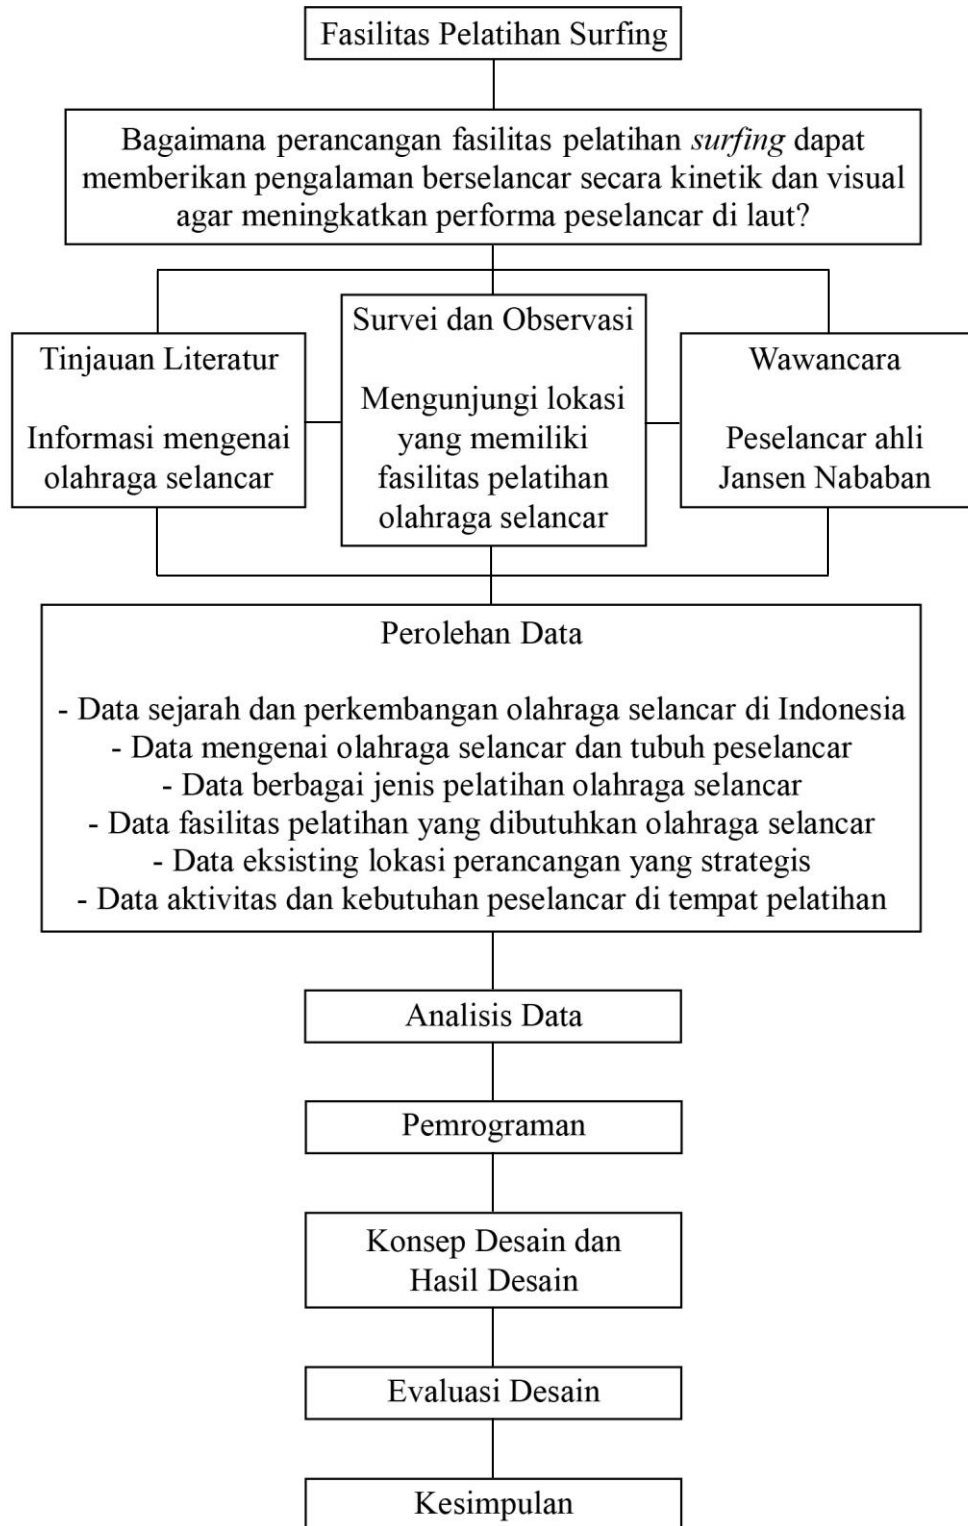 Fasilitas Pelatihan Surfing
Bagaimana perancangan fasilitas pelatihan surfing dapat
memberikan pengalaman berselancar secara kinetik dan visual
agar meningkatkan performa peselancar di laut?
Tinjauan Literatur
Informasi mengenai
olahraga selancar
Survei dan Observasi
Mengunjungi lokasi
yang memiliki
fasilitas pelatihan
olahraga selancar
Wawancara
Peselancar ahli
Jansen Nababan
Perolehan Data
- Data sejarah dan perkembangan olahraga selancar di Indonesia
- Data mengenai olahraga selancar dan tubuh peselancar
- Data berbagai jenis pelatihan olahraga selancar
- Data fasilitas pelatihan yang dibutuhkan olahraga selancar
- Data eksisting lokasi perancangan yang strategis
- Data aktivitas dan kebutuhan peselancar di tempat pelatihan
Analisis Data
Pemrograman
Konsep Desain dan
Hasil Desain
Evaluasi Desain
Kesimpulan